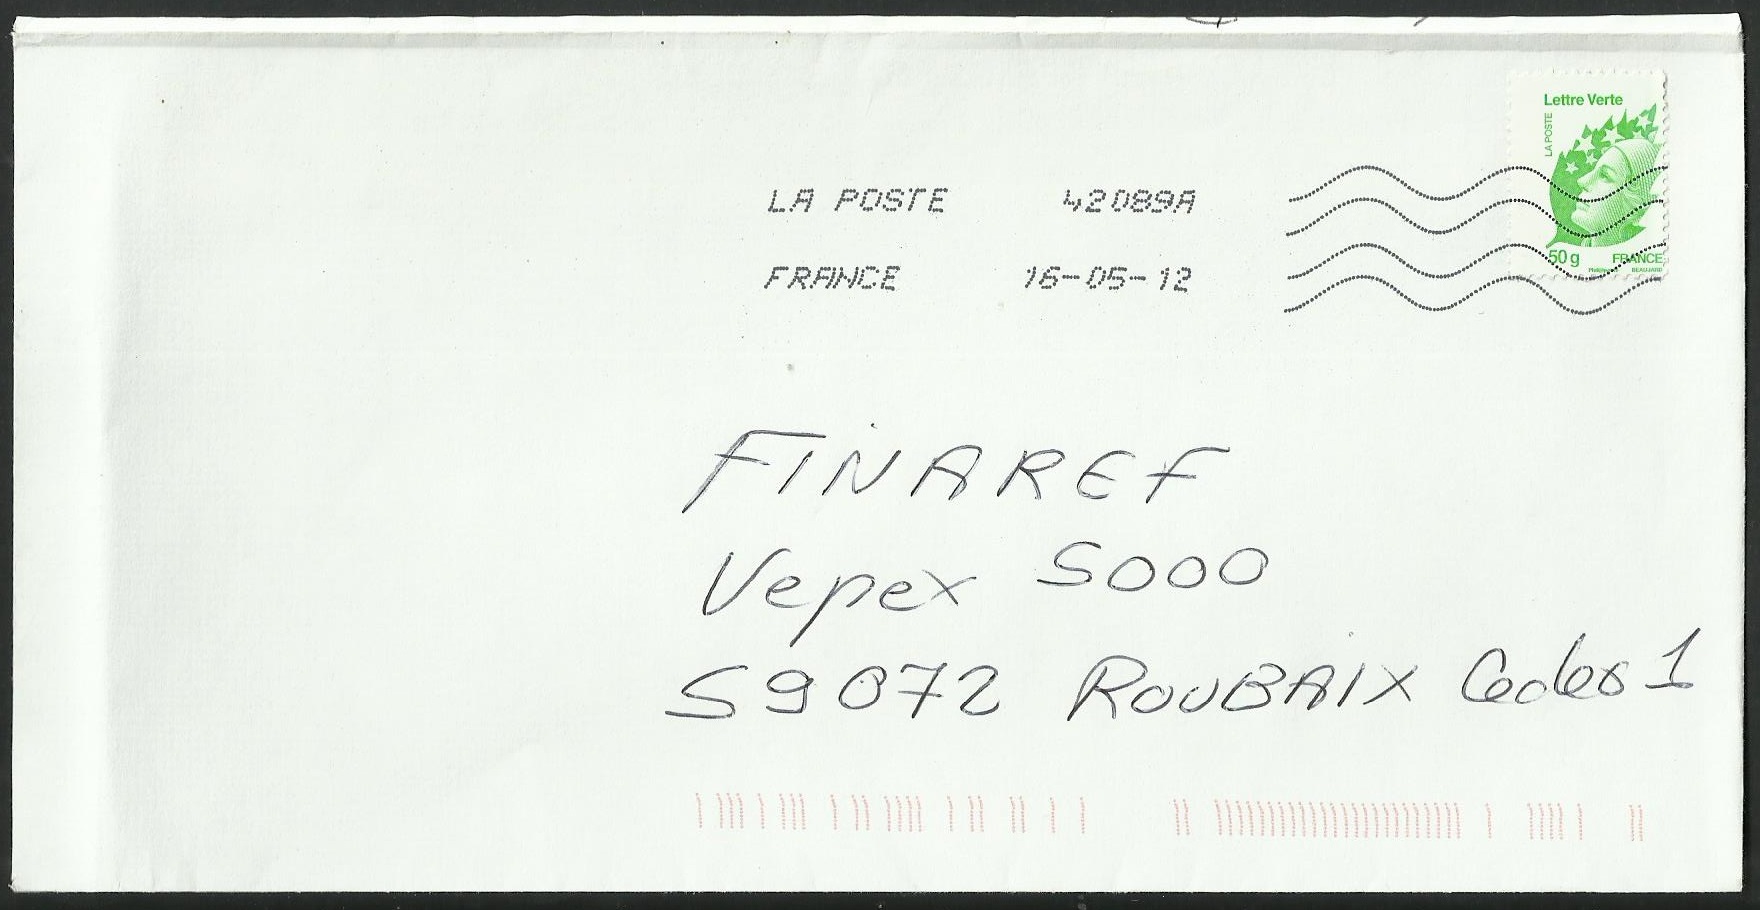 Lettre Verte
LA POSTE
50 g FRANCE
BEAUJARD
LA POSTE 42089A
FRANCE 16-05-12
FINAREF
Vepex 5000
59072 ROUBAIX Cedex 1